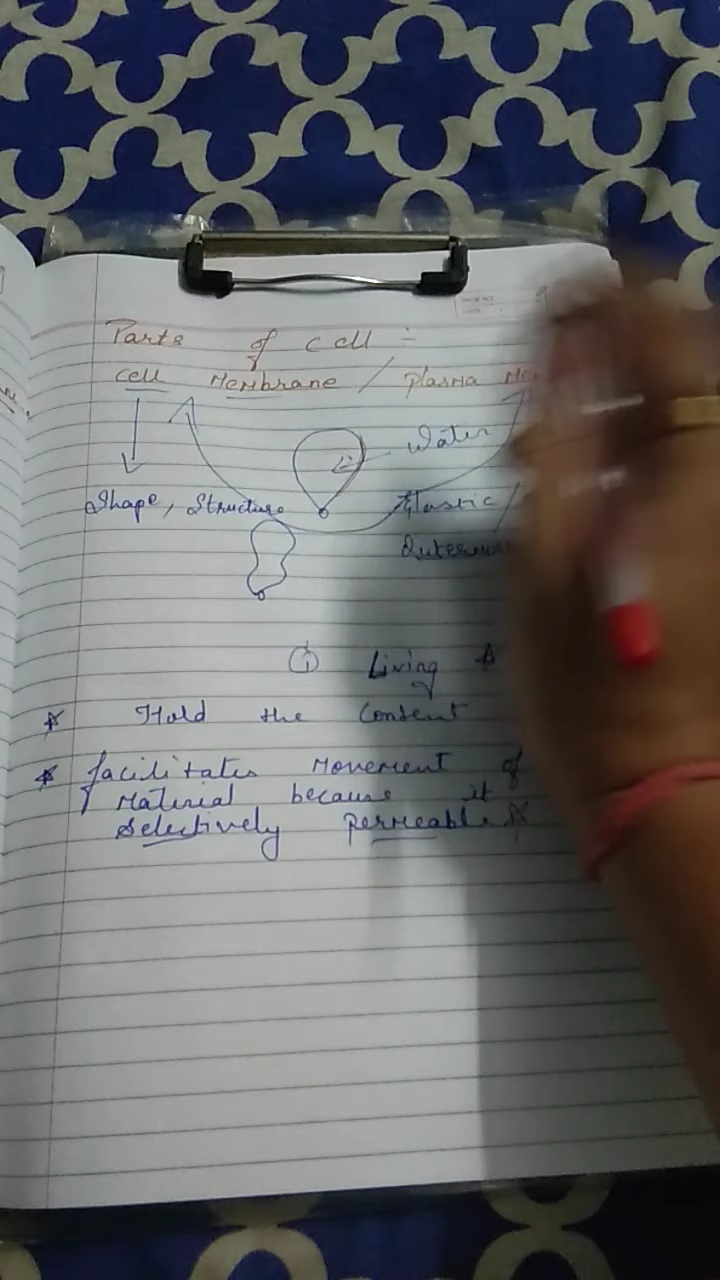 Parts of cell :-
Cell Membrane / Plasma
Water
Shape, Structure
Elastic /
① Living ☆
☆ Hold the Content
☆ facilitates Movement of
Material because it
Selectively permeable ☆